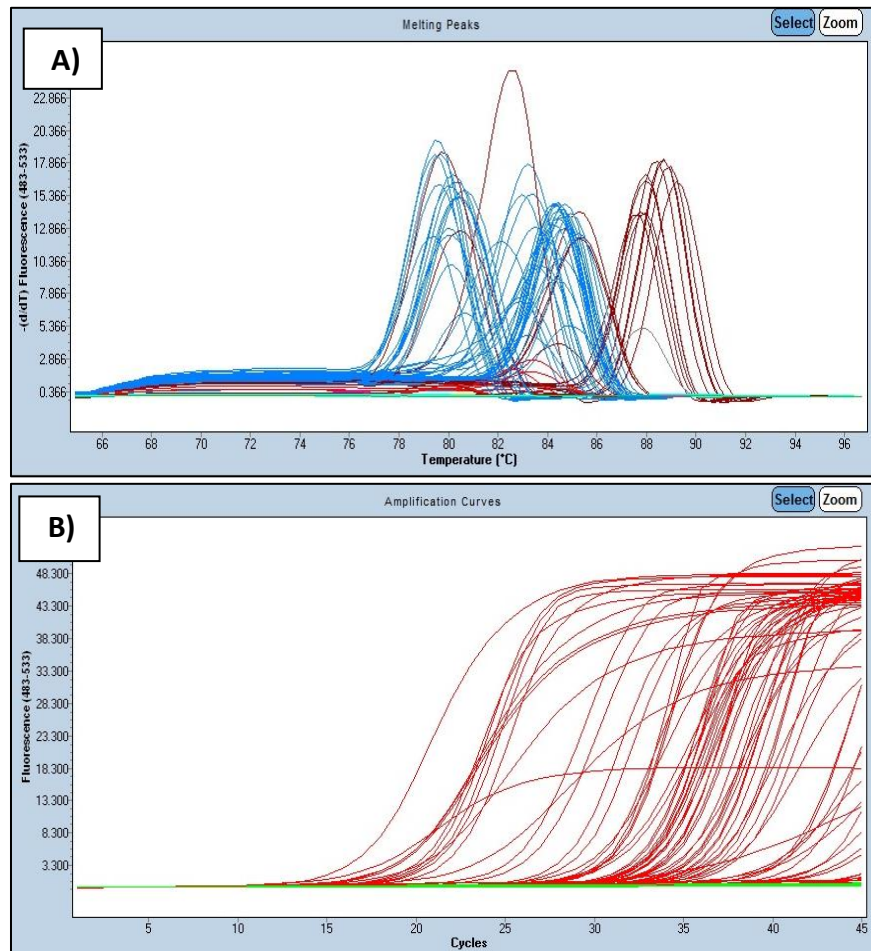 A)
Melting Peaks
Select Zoom
-(d/dT) Fluorescence (483-533)
22.866
20.366
17.866
15.366
12.866
10.366
7.866
5.366
2.866
0.366
66 68 70 72 74 76 78 80 82 84 86 88 90 92 94 96
Temperature (°C)
B)
Amplification Curves
Select Zoom
Fluorescence (483-533)
48.300
43.300
38.300
33.300
28.300
23.300
18.300
13.300
8.300
3.300
5 10 15 20 25 30 35 40 45
Cycles